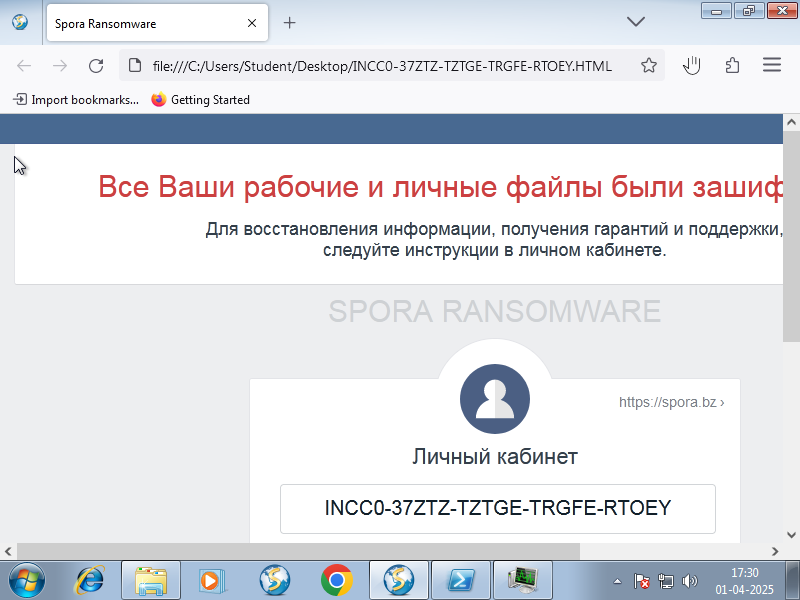 Spora Ransomware
file:///C:/Users/Student/Desktop/INCC0-37ZTZ-TZTGE-TRGFE-RTOEY.HTML
Import bookmarks... Getting Started
Все Ваши рабочие и личные файлы были зашиф
Для восстановления информации, получения гарантий и поддержки,
следуйте инструкции в личном кабинете.
SPORA RANSOMWARE
https://spora.bz ›
Личный кабинет
INCC0-37ZTZ-TZTGE-TRGFE-RTOEY
17:30
01-04-2025